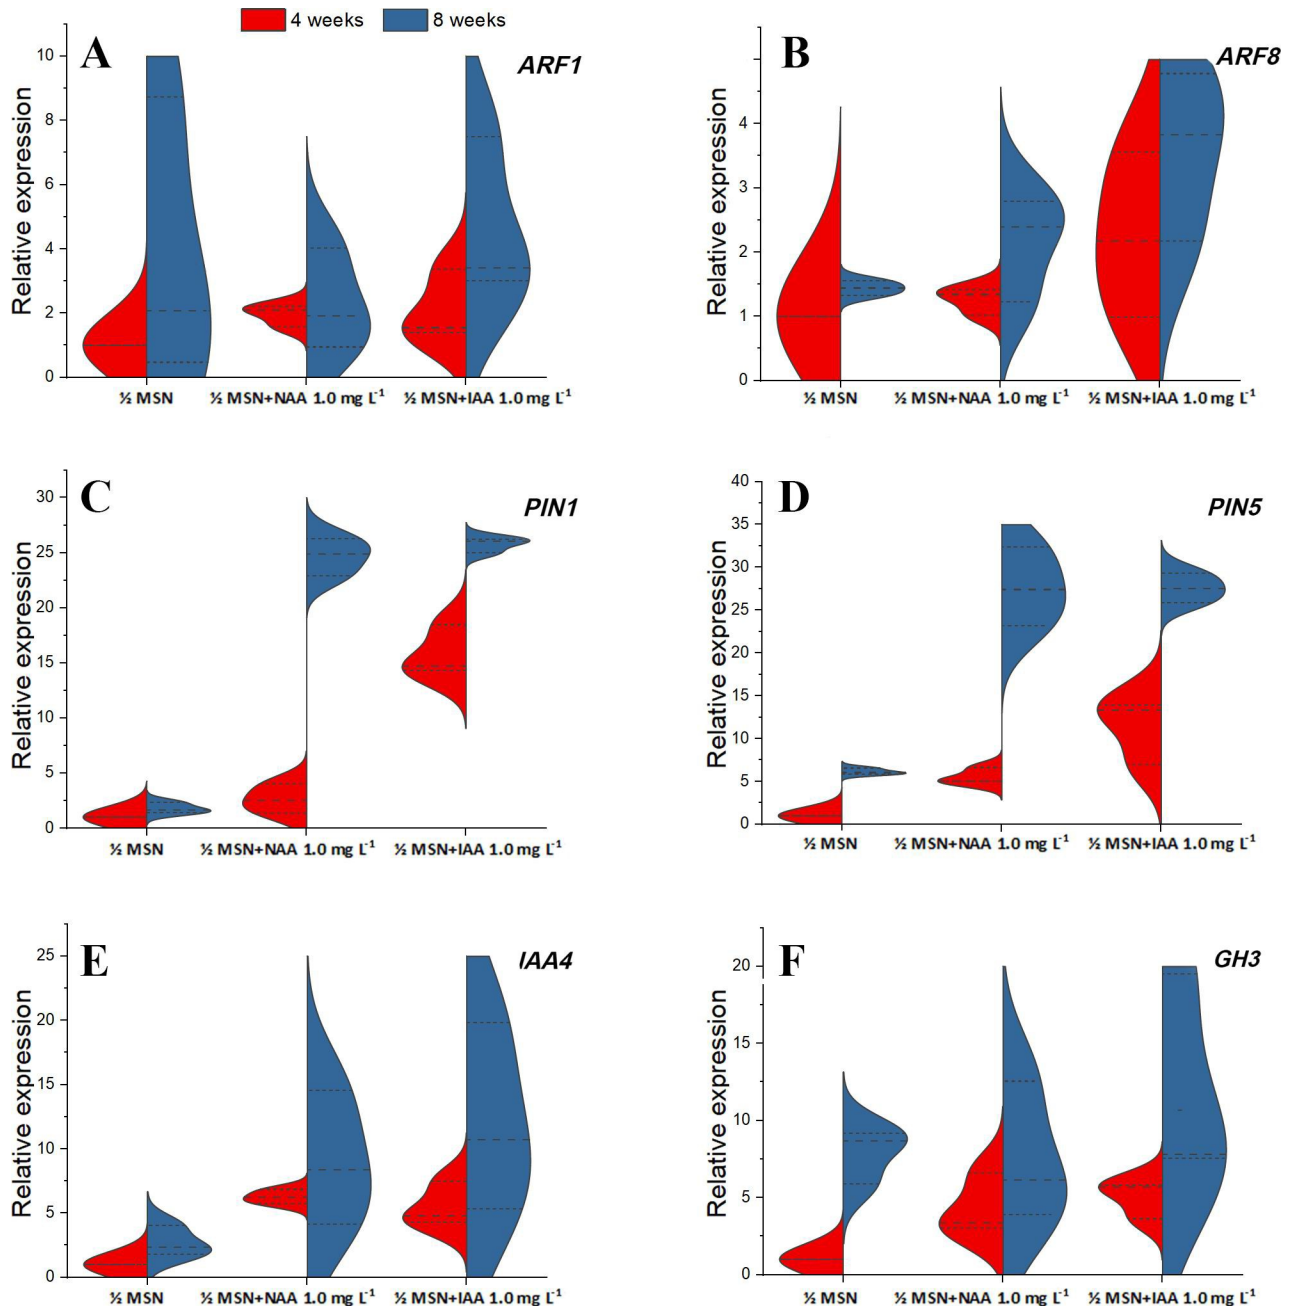 4 weeks 8 weeks
A
ARF1
Relative expression
10
8
6
4
2
0
½ MSN ½ MSN+NAA 1.0 mg L⁻¹ ½ MSN+IAA 1.0 mg L⁻¹
B
ARF8
Relative expression
4
3
2
1
0
½ MSN ½ MSN+NAA 1.0 mg L⁻¹ ½ MSN+IAA 1.0 mg L⁻¹
C
PIN1
Relative expression
30
25
20
15
10
5
0
½ MSN ½ MSN+NAA 1.0 mg L⁻¹ ½ MSN+IAA 1.0 mg L⁻¹
D
PIN5
Relative expression
40
35
30
25
20
15
10
5
0
½ MSN ½ MSN+NAA 1.0 mg L⁻¹ ½ MSN+IAA 1.0 mg L⁻¹
E
IAA4
Relative expression
25
20
15
10
5
0
½ MSN ½ MSN+NAA 1.0 mg L⁻¹ ½ MSN+IAA 1.0 mg L⁻¹
F
GH3
Relative expression
20
15
10
5
0
½ MSN ½ MSN+NAA 1.0 mg L⁻¹ ½ MSN+IAA 1.0 mg L⁻¹